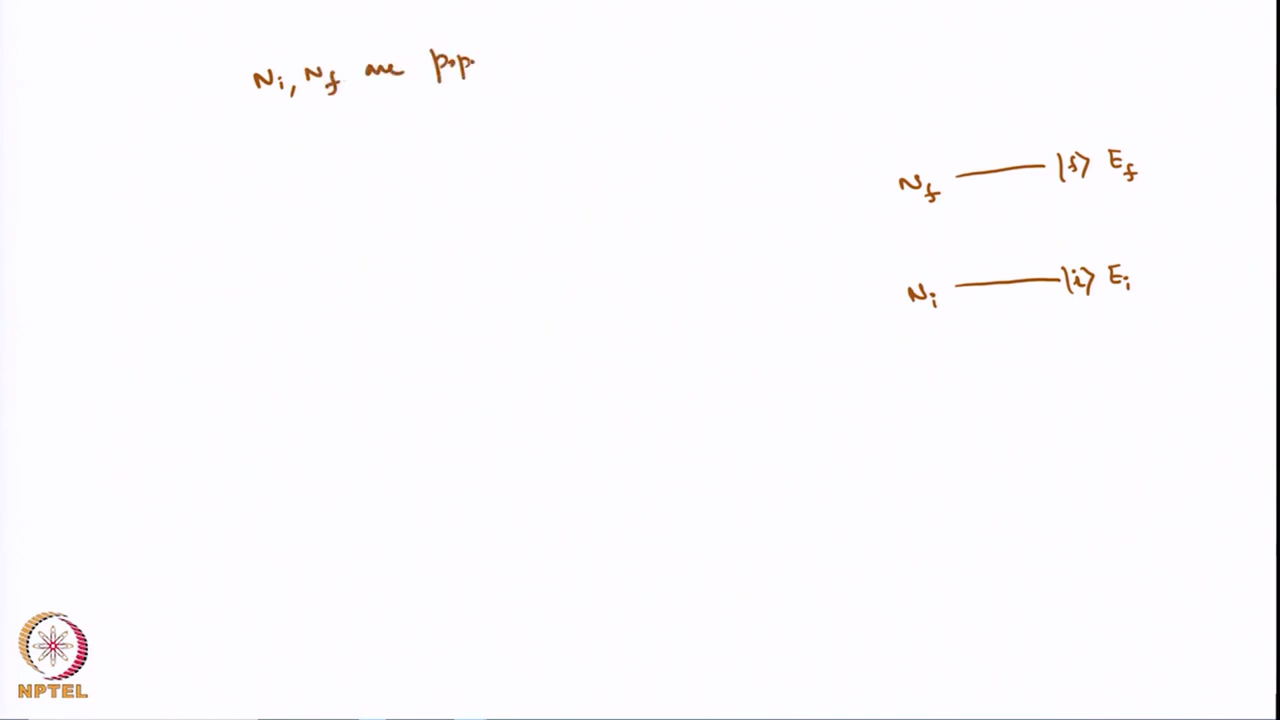 Ni, Nf are pop.
Nf |f> Ef
Ni |i> Ei
NPTEL